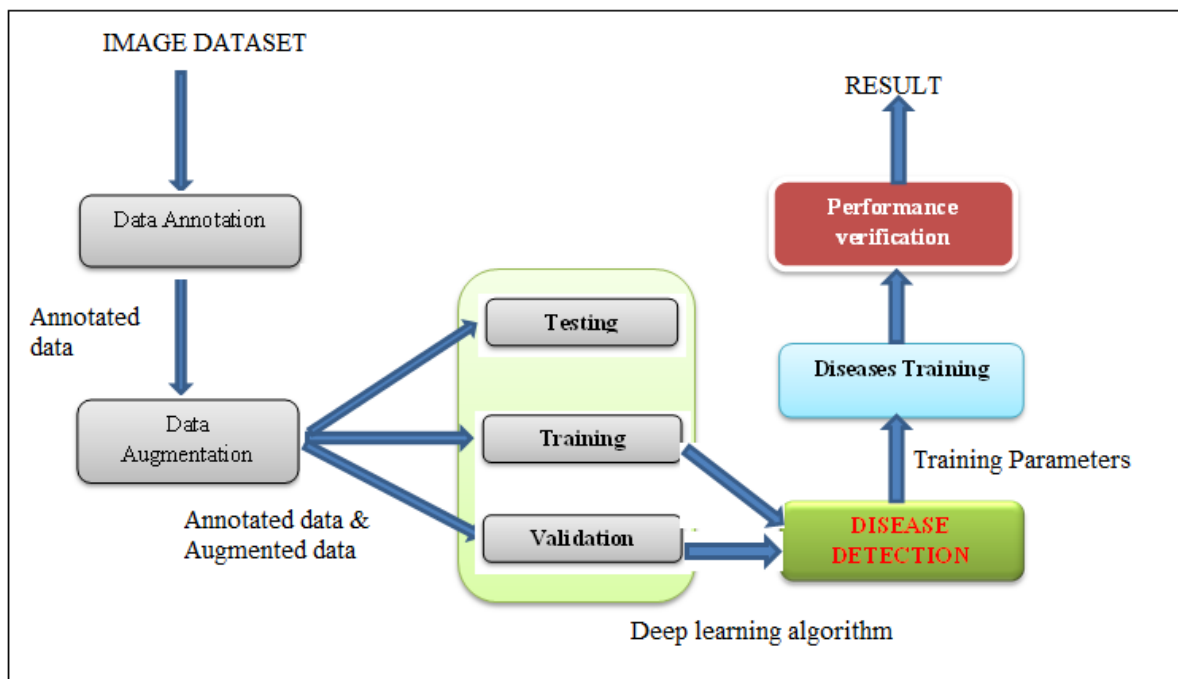 IMAGE DATASET
Data Annotation
Annotated
data
Data
Augmentation
Annotated data &
Augmented data
Testing
Training
Validation
Deep learning algorithm
DISEASE
DETECTION
Training Parameters
Diseases Training
Performance
verification
RESULT